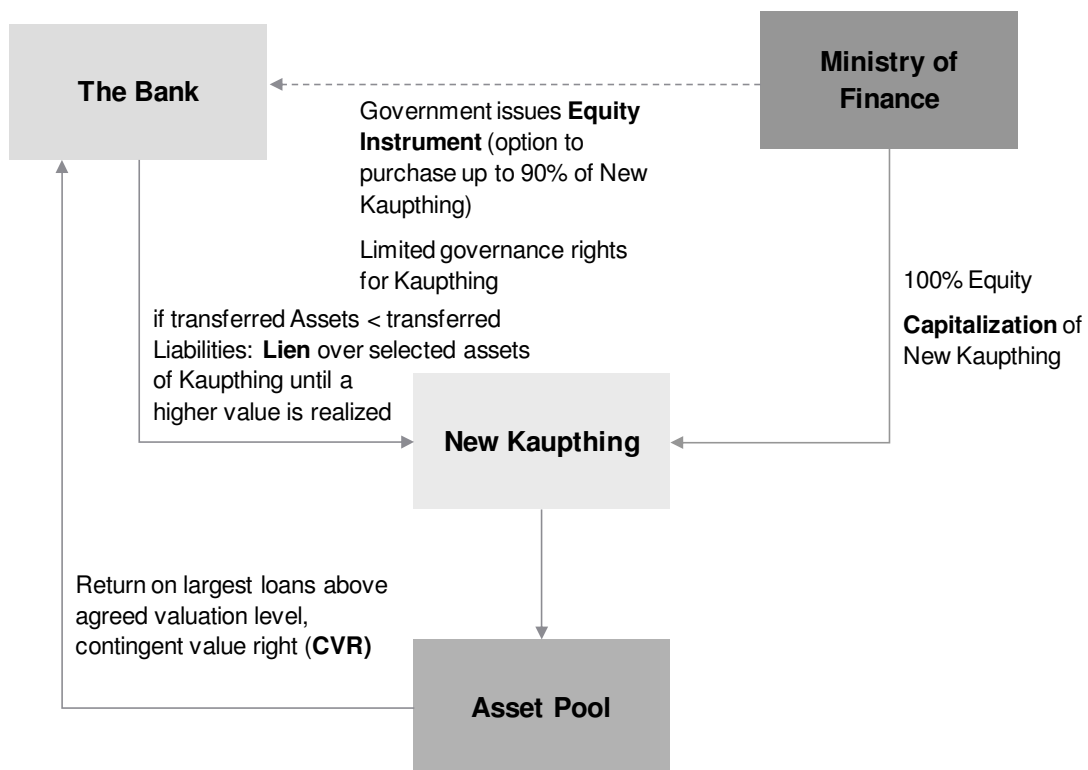 The Bank
Ministry of
Finance
Government issues Equity
Instrument (option to
purchase up to 90% of New
Kaupthing)
Limited governance rights
for Kaupthing
100% Equity
Capitalization of
New Kaupthing
if transferred Assets < transferred
Liabilities: Lien over selected assets
of Kaupthing until a
higher value is realized
New Kaupthing
Return on largest loans above
agreed valuation level,
contingent value right (CVR)
Asset Pool